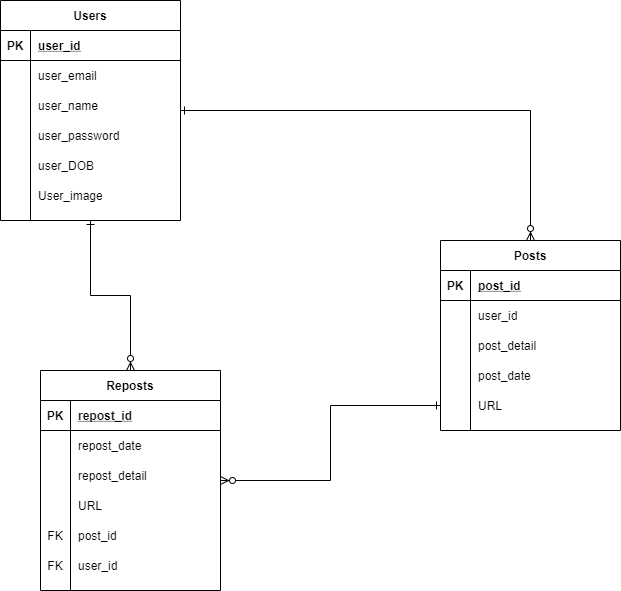 Users
PK user_id
user_email
user_name
user_password
user_DOB
User_image
Posts
PK post_id
user_id
post_detail
post_date
URL
Reposts
PK repost_id
repost_date
repost_detail
URL
FK post_id
FK user_id